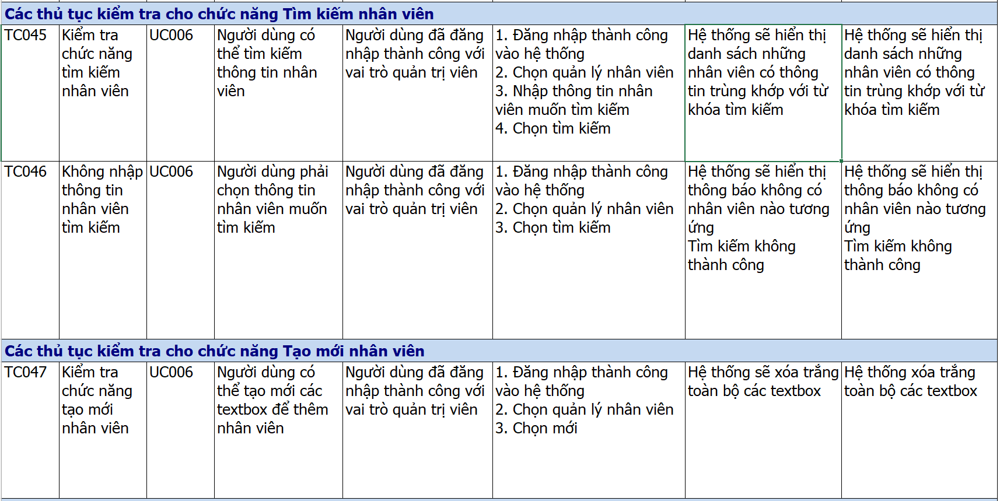 Các thủ tục kiểm tra cho chức năng Tìm kiếm nhân viên
TC045
Kiểm tra
chức năng
tìm kiếm
nhân viên
UC006
Người dùng có
thể tìm kiếm
thông tin nhân
viên
Người dùng đã đăng
nhập thành công với
vai trò quản trị viên
1. Đăng nhập thành công
vào hệ thống
2. Chọn quản lý nhân viên
3. Nhập thông tin nhân
viên muốn tìm kiếm
4. Chọn tìm kiếm
Hệ thống sẽ hiển thị
danh sách những
nhân viên có thông
tin trùng khớp với từ
khóa tìm kiếm
Hệ thống sẽ hiển thị
danh sách những
nhân viên có thông
tin trùng khớp với từ
khóa tìm kiếm
TC046
Không nhập
thông tin
nhân viên
tìm kiếm
UC006
Người dùng phải
chọn thông tin
nhân viên muốn
tìm kiếm
Người dùng đã đăng
nhập thành công với
vai trò quản trị viên
1. Đăng nhập thành công
vào hệ thống
2. Chọn quản lý nhân viên
3. Chọn tìm kiếm
Hệ thống sẽ hiển thị
thông báo không có
nhân viên nào tương
ứng
Tìm kiếm không
thành công
Hệ thống sẽ hiển thị
thông báo không có
nhân viên nào tương
ứng
Tìm kiếm không
thành công
Các thủ tục kiểm tra cho chức năng Tạo mới nhân viên
TC047
Kiểm tra
chức năng
tạo mới
nhân viên
UC006
Người dùng có
thể tạo mới các
textbox để thêm
nhân viên
Người dùng đã đăng
nhập thành công với
vai trò quản trị viên
1. Đăng nhập thành công
vào hệ thống
2. Chọn quản lý nhân viên
3. Chọn mới
Hệ thống sẽ xóa trắng
toàn bộ các textbox
Hệ thống xóa trắng
toàn bộ các textbox